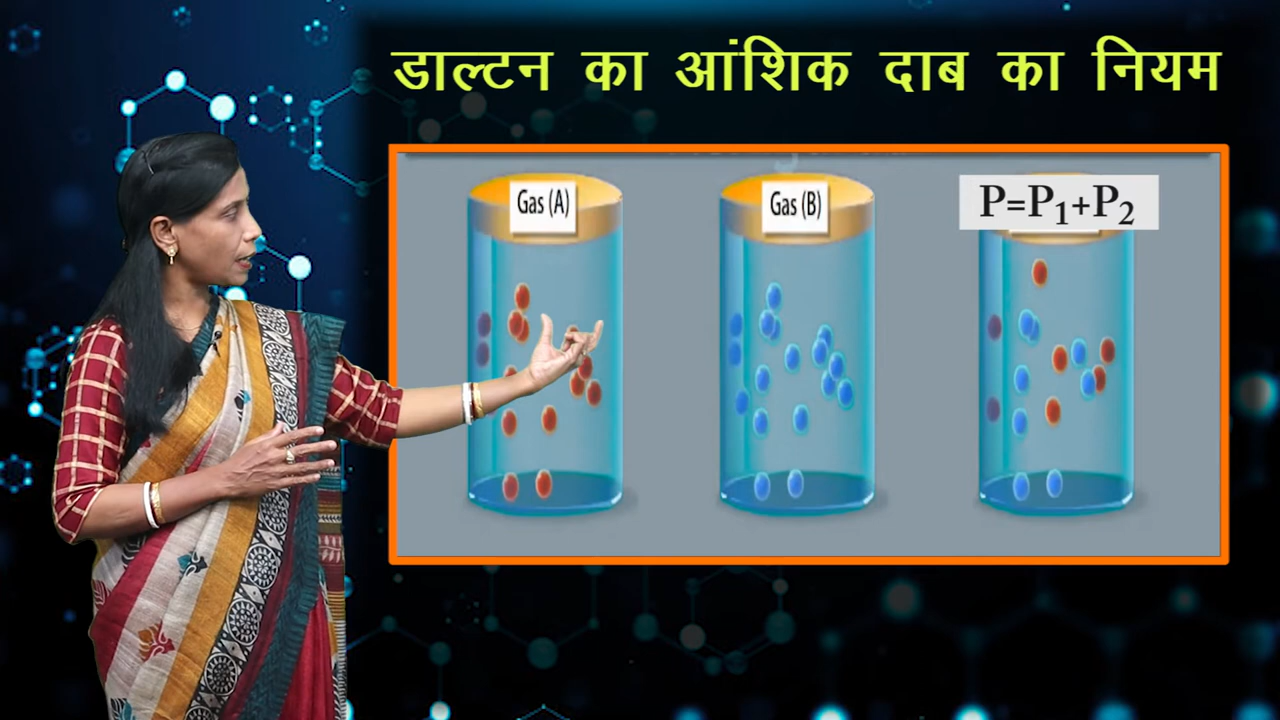 डाल्टन का आंशिक दाब का नियम
Gas (A)
Gas (B)
P=P₁+P₂